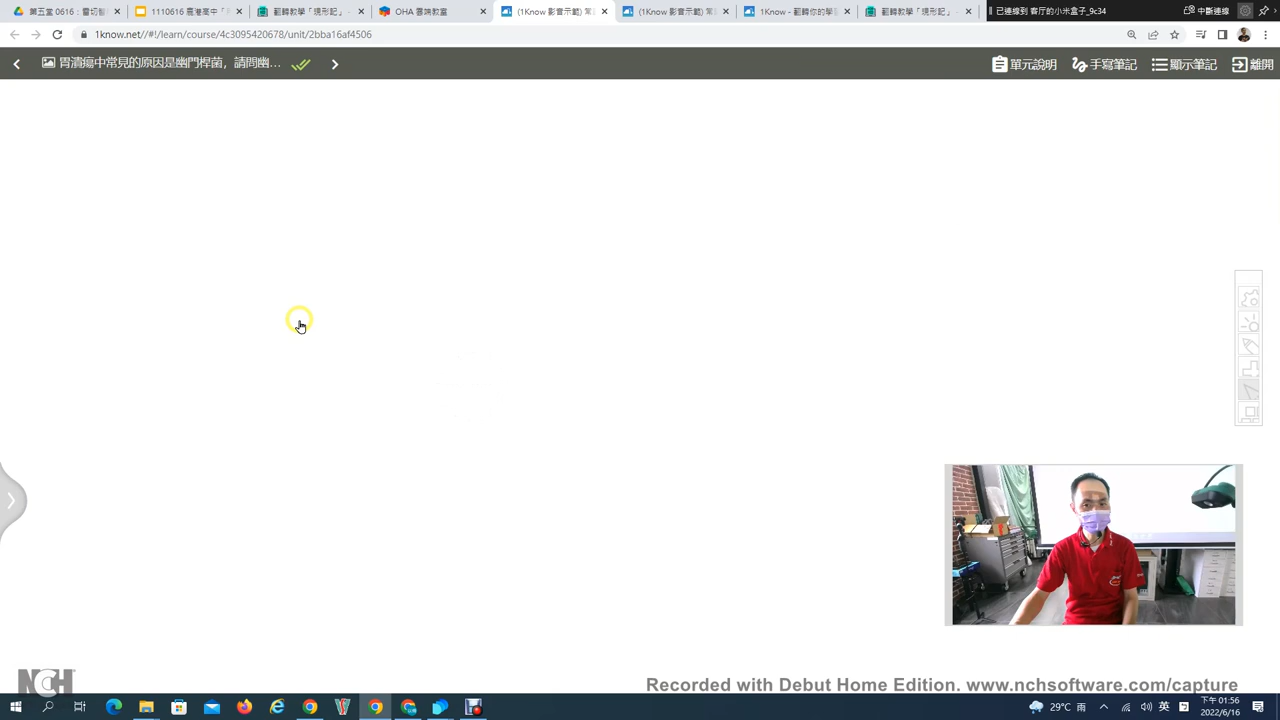 第五堂 0616：
1110616 鹿港高中「
翻轉教學「現形記」-
OHA 雲端教室
(1Know 影音示範) 常
(1Know 影音示範) 常
1Know - 翻轉你的學
翻轉教學「現形記」-
已連線到 客厅的小米盒子_9c34
中斷連線
1know.net//#!/learn/course/4c3095420678/unit/2bba16af4506
胃潰瘍中常見的原因是幽門桿菌，請問幽...
單元說明
手寫筆記
顯示筆記
離開
NCH
Recorded with Debut Home Edition. www.nchsoftware.com/capture
29°C 雨
英
下午 01:56
2022/6/16